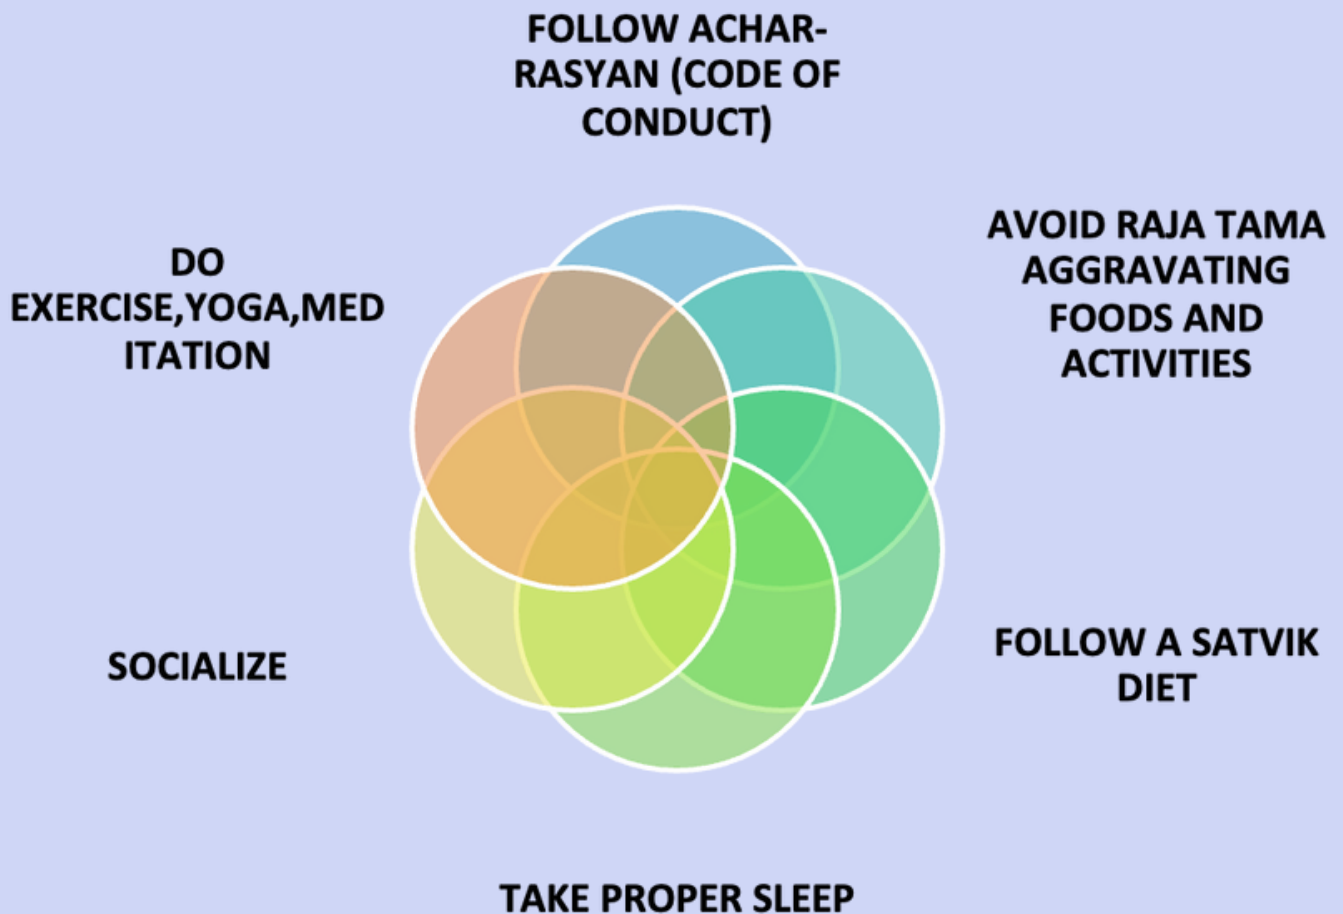 FOLLOW ACHAR-
RASYAN (CODE OF
CONDUCT)
AVOID RAJA TAMA
AGGRAVATING
FOODS AND
ACTIVITIES
FOLLOW A SATVIK
DIET
TAKE PROPER SLEEP
SOCIALIZE
DO
EXERCISE,YOGA,MED
ITATION